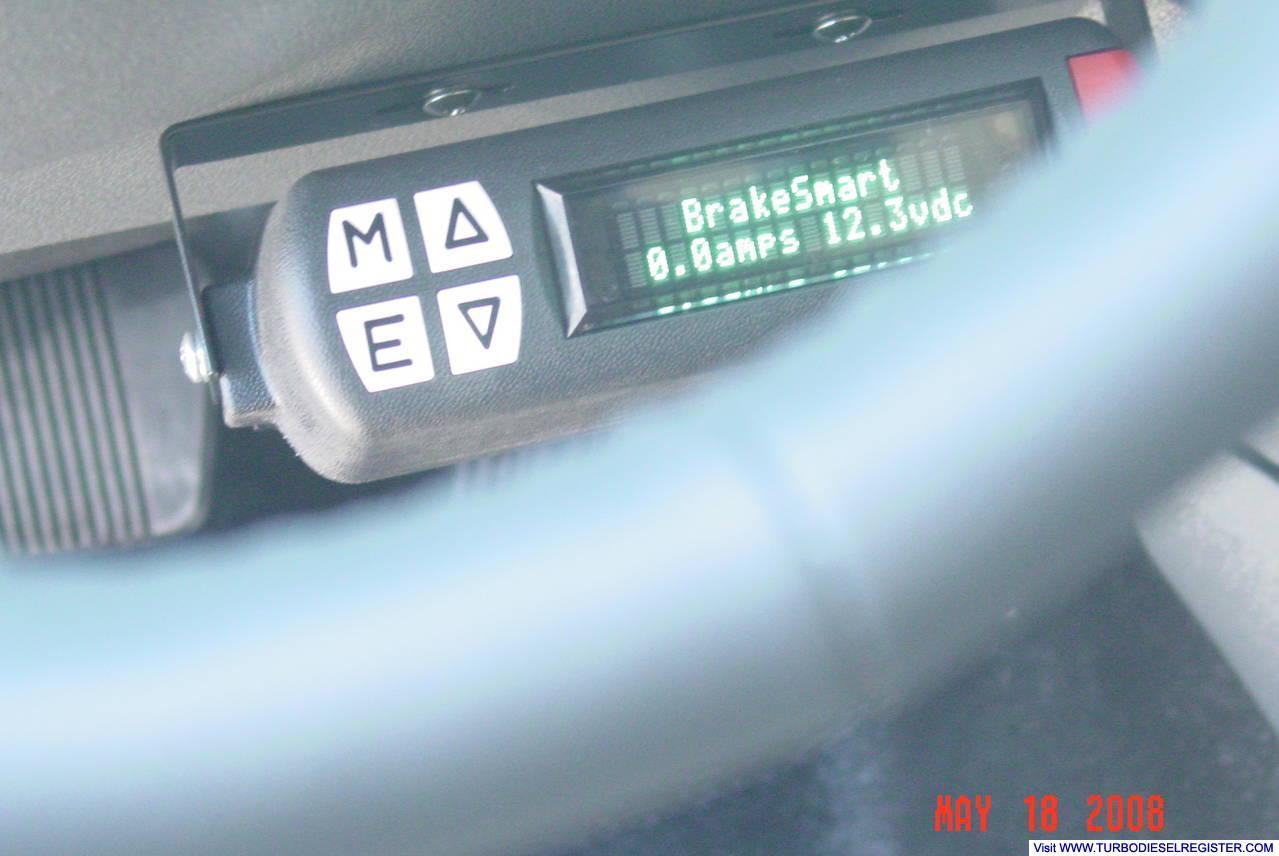 M
E
BrakeSmart
0.0amps 12.3vdc
MAY 18 2008
Visit WWW.TURBODIESELREGISTER.COM